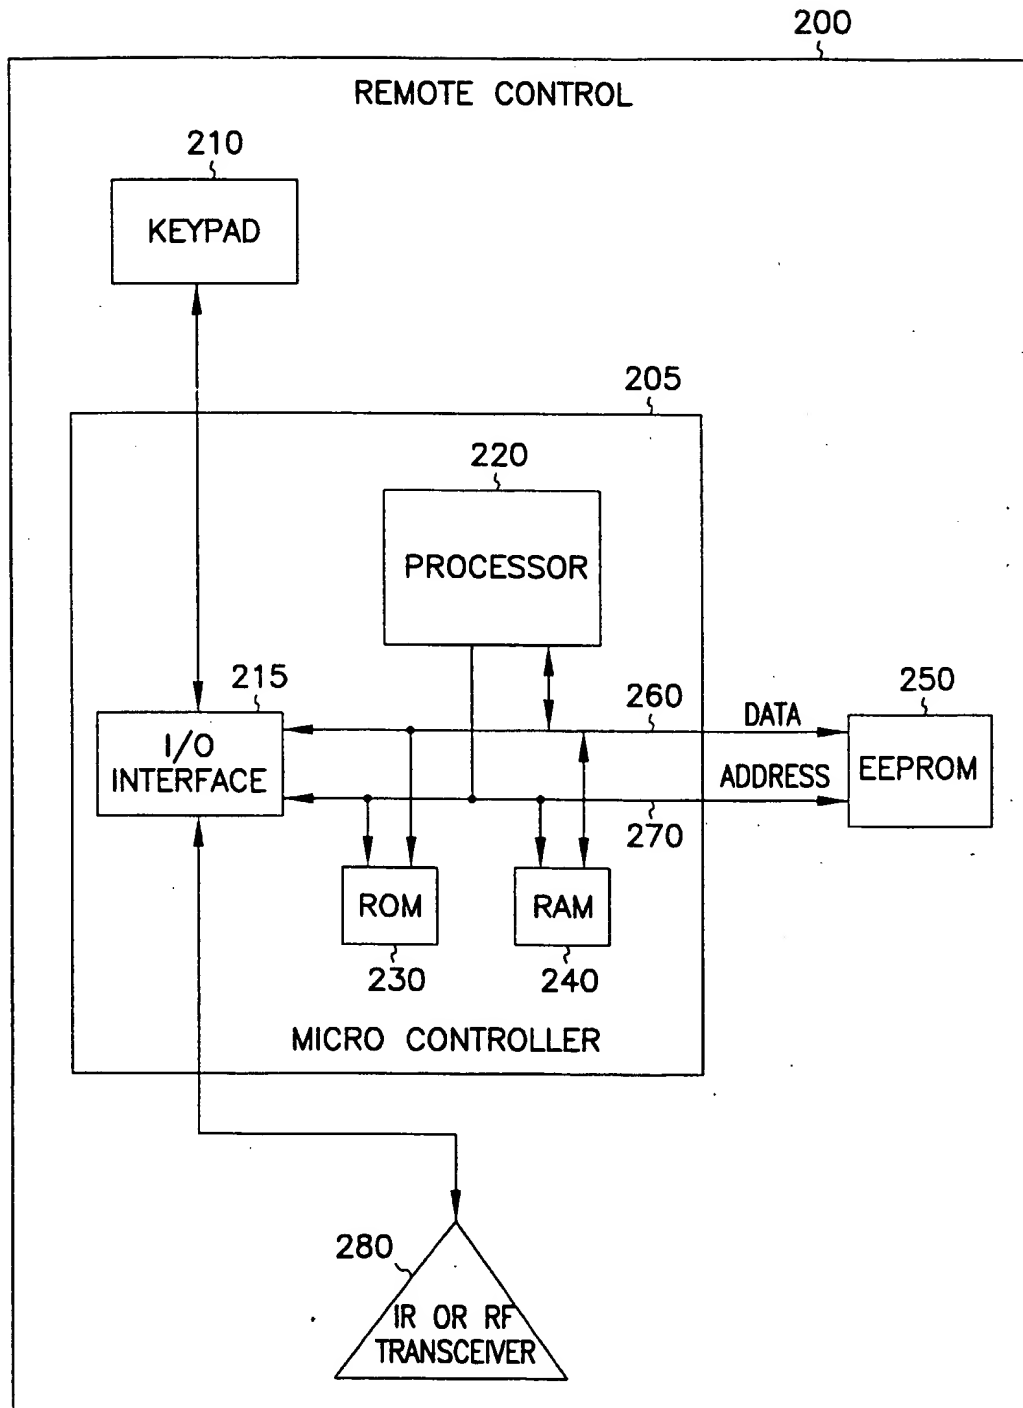 200
REMOTE CONTROL
210
KEYPAD
205
220
PROCESSOR
215
I/O
INTERFACE
260
DATA
250
EEPROM
ADDRESS
270
ROM
230
RAM
240
MICRO CONTROLLER
280
IR OR RF
TRANSCEIVER